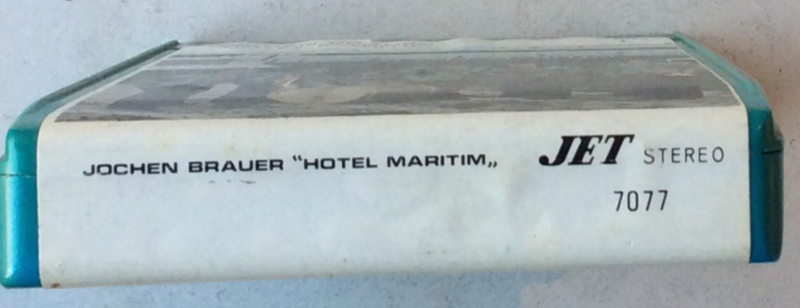 JOCHEN BRAUER "HOTEL MARITIM„ JET STEREO
7077